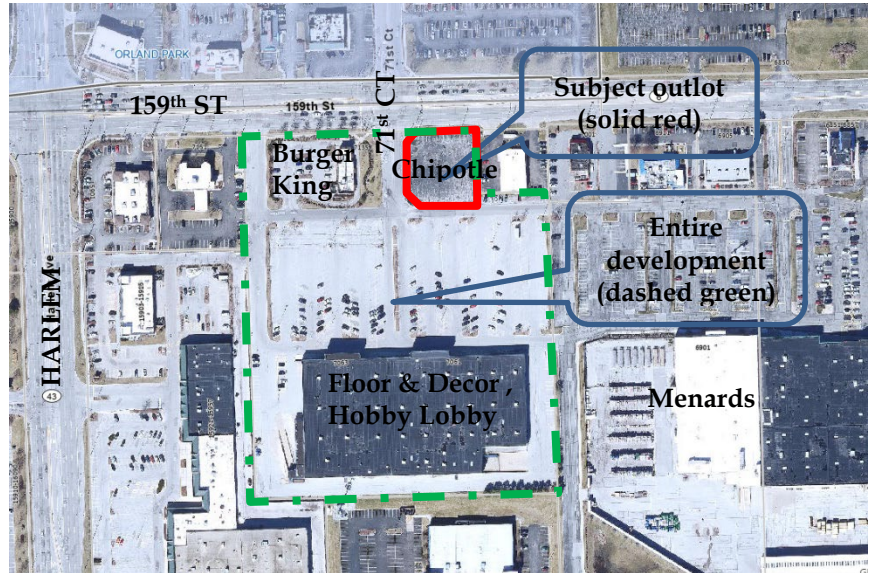 ORLAND PARK
71st Ct
159th ST
159th St
71st CT
Subject outlot
(solid red)
Burger
King
Chipotle
Entire
development
(dashed green)
HARLEM
43
Floor & Decor ,
Hobby Lobby
6901
Menards